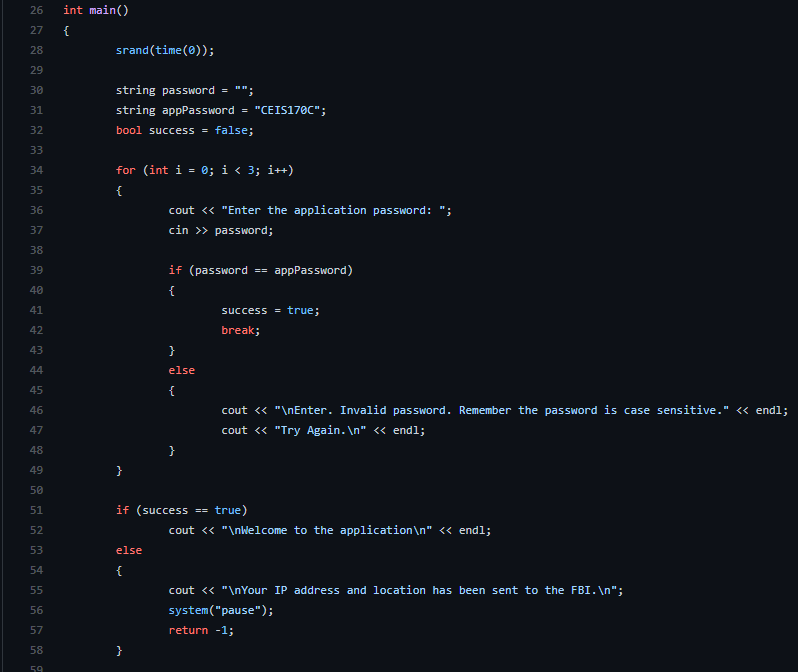 26 int main()
27 {
28 srand(time(0));
29
30 string password = "";
31 string appPassword = "CEIS170C";
32 bool success = false;
33
34 for (int i = 0; i < 3; i++)
35 {
36 cout << "Enter the application password: ";
37 cin >> password;
38
39 if (password == appPassword)
40 {
41 success = true;
42 break;
43 }
44 else
45 {
46 cout << "\nEnter. Invalid password. Remember the password is case sensitive." << endl;
47 cout << "Try Again.\n" << endl;
48 }
49 }
50
51 if (success == true)
52 cout << "\nWelcome to the application\n" << endl;
53 else
54 {
55 cout << "\nYour IP address and location has been sent to the FBI.\n";
56 system("pause");
57 return -1;
58 }
59